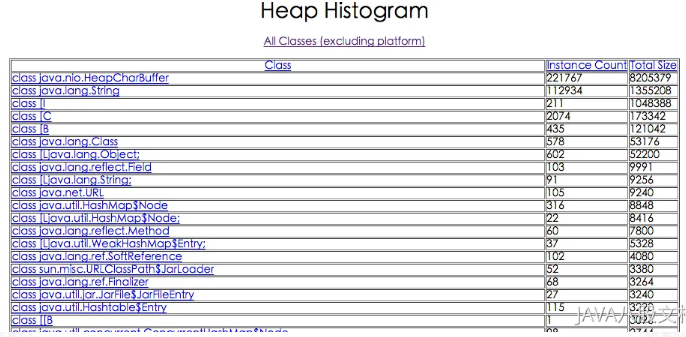 Heap Histogram
All Classes (excluding platform)
Class Instance Count Total Size
class java.nio.HeapCharBuffer 221767 8205379
class java.lang.String 112934 1355208
class [I 211 1048388
class [C 2074 173342
class [B 435 121042
class java.lang.Class 578 53176
class [Ljava.lang.Object; 602 52200
class java.lang.reflect.Field 103 9991
class [Ljava.lang.String; 91 9256
class java.net.URL 105 9240
class java.util.HashMap$Node 316 8848
class [Ljava.util.HashMap$Node; 22 8416
class java.lang.reflect.Method 60 7800
class [Ljava.util.WeakHashMap$Entry; 37 5328
class java.lang.ref.SoftReference 102 4080
class sun.misc.URLClassPath$JarLoader 52 3380
class java.lang.ref.Finalizer 68 3264
class java.util.jar.JarFile$JarFileEntry 27 3240
class java.util.Hashtable$Entry 115
class [[B 1
class java.util.concurrent.ConcurrentHashMap$Node